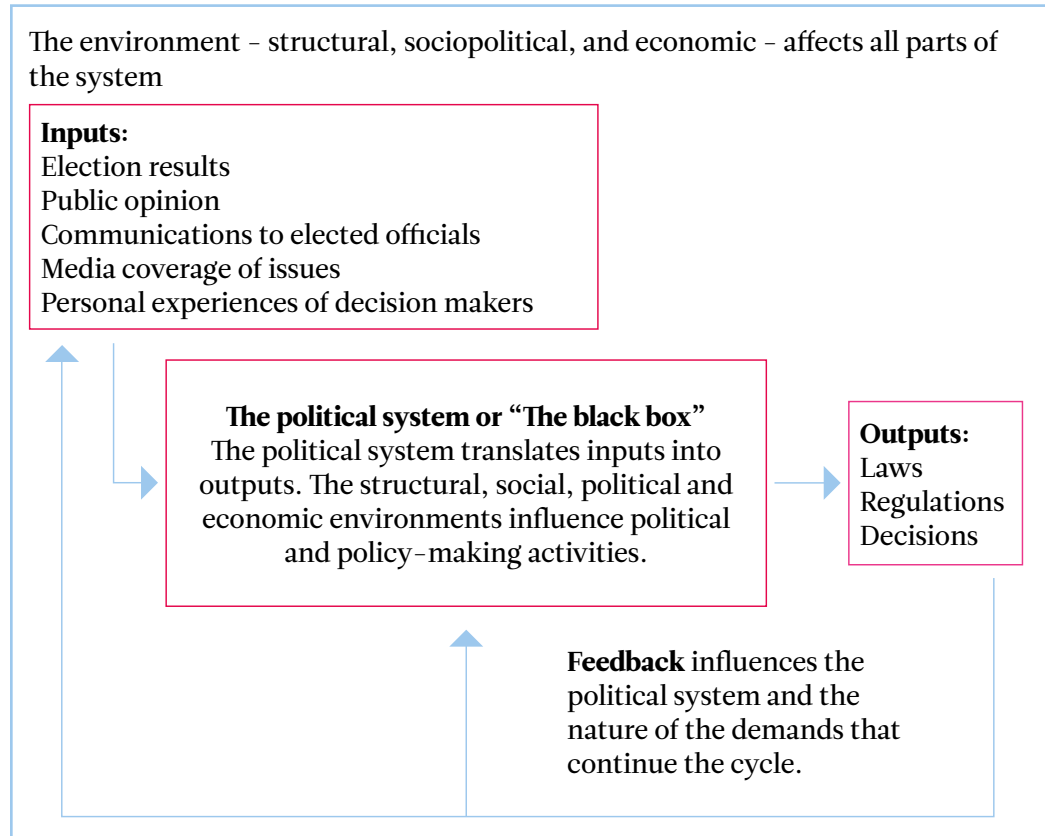 The environment – structural, sociopolitical, and economic – affects all parts of
the system
Inputs:
Election results
Public opinion
Communications to elected officials
Media coverage of issues
Personal experiences of decision makers
The political system or “The black box”
The political system translates inputs into
outputs. The structural, social, political and
economic environments influence political
and policy-making activities.
Outputs:
Laws
Regulations
Decisions
Feedback influences the
political system and the
nature of the demands that
continue the cycle.